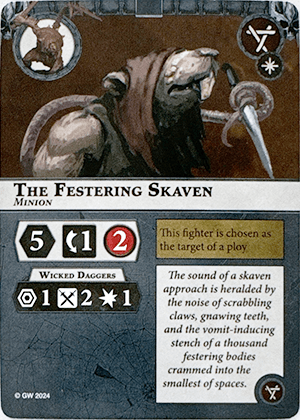 THE FESTERING SKAVEN
MINION
5 1 2
This fighter is chosen as
the target of a ploy
WICKED DAGGERS
1 2 1
The sound of a skaven
approach is heralded by
the noise of scrabbling
claws, gnawing teeth,
and the vomit-inducing
stench of a thousand
festering bodies
crammed into the
smallest of spaces.
© GW 2024